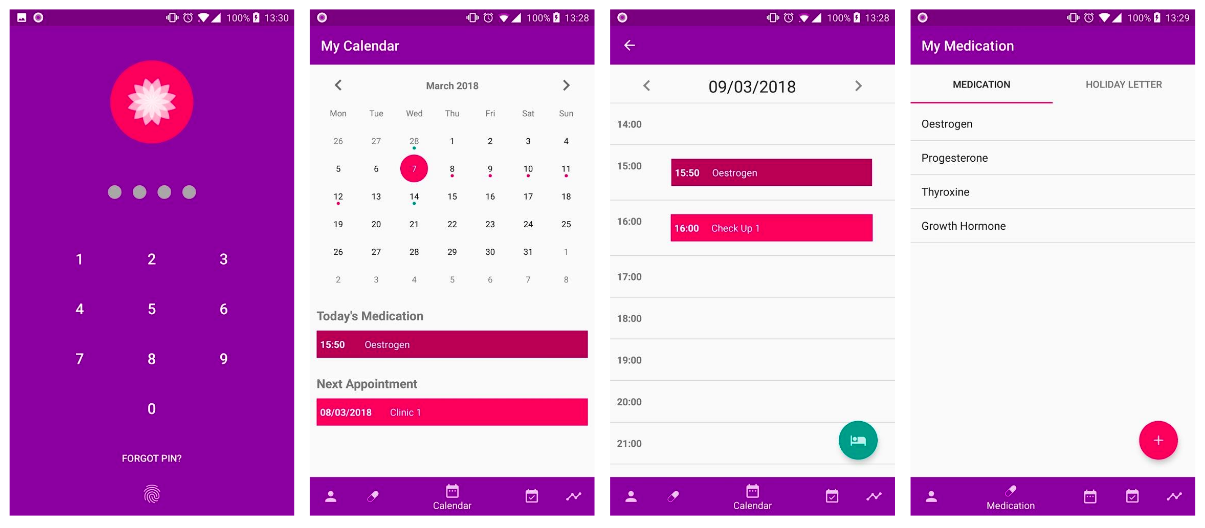 100% 13:30
1 2 3
4 5 6
7 8 9
0
FORGOT PIN?
100% 13:28
My Calendar
March 2018
Mon Tue Wed Thu Fri Sat Sun
26 27 28 1 2 3 4
5 6 7 8 9 10 11
12 13 14 15 16 17 18
19 20 21 22 23 24 25
26 27 28 29 30 31 1
2 3 4 5 6 7 8
Today's Medication
15:50 Oestrogen
Next Appointment
08/03/2018 Clinic 1
Calendar
100% 13:28
09/03/2018
14:00
15:00
15:50 Oestrogen
16:00
16:00 Check Up 1
17:00
18:00
19:00
20:00
21:00
Calendar
100% 13:29
My Medication
MEDICATION HOLIDAY LETTER
Oestrogen
Progesterone
Thyroxine
Growth Hormone
Medication